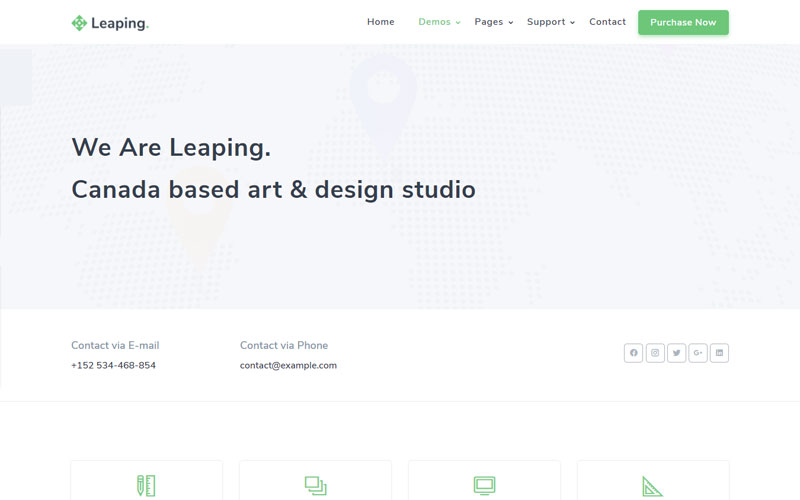 Leaping.
Home Demos Pages Support Contact Purchase Now
We Are Leaping.
Canada based art & design studio
Contact via E-mail
+152 534-468-854
Contact via Phone
contact@example.com